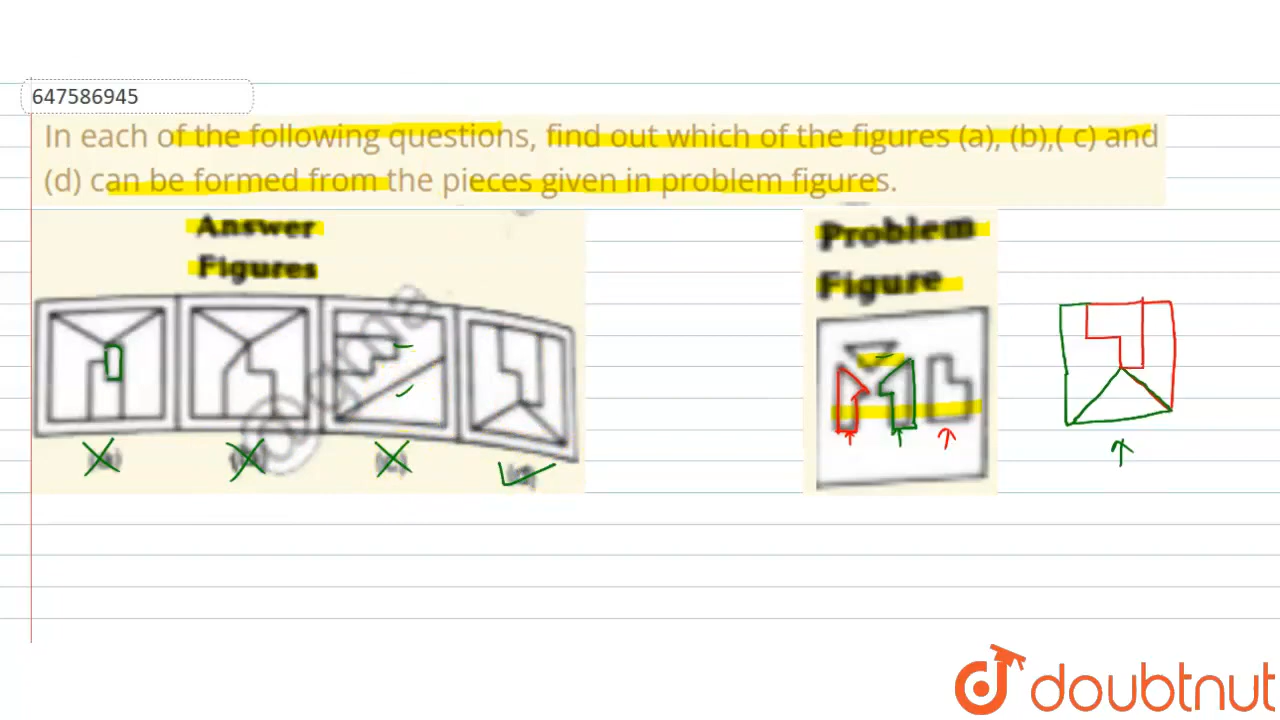 647586945
In each of the following questions, find out which of the figures (a), (b),( c) and
(d) can be formed from the pieces given in problem figures.
Answer
Figures
Problem
Figure
(a)
(c)
(d)
doubtnut